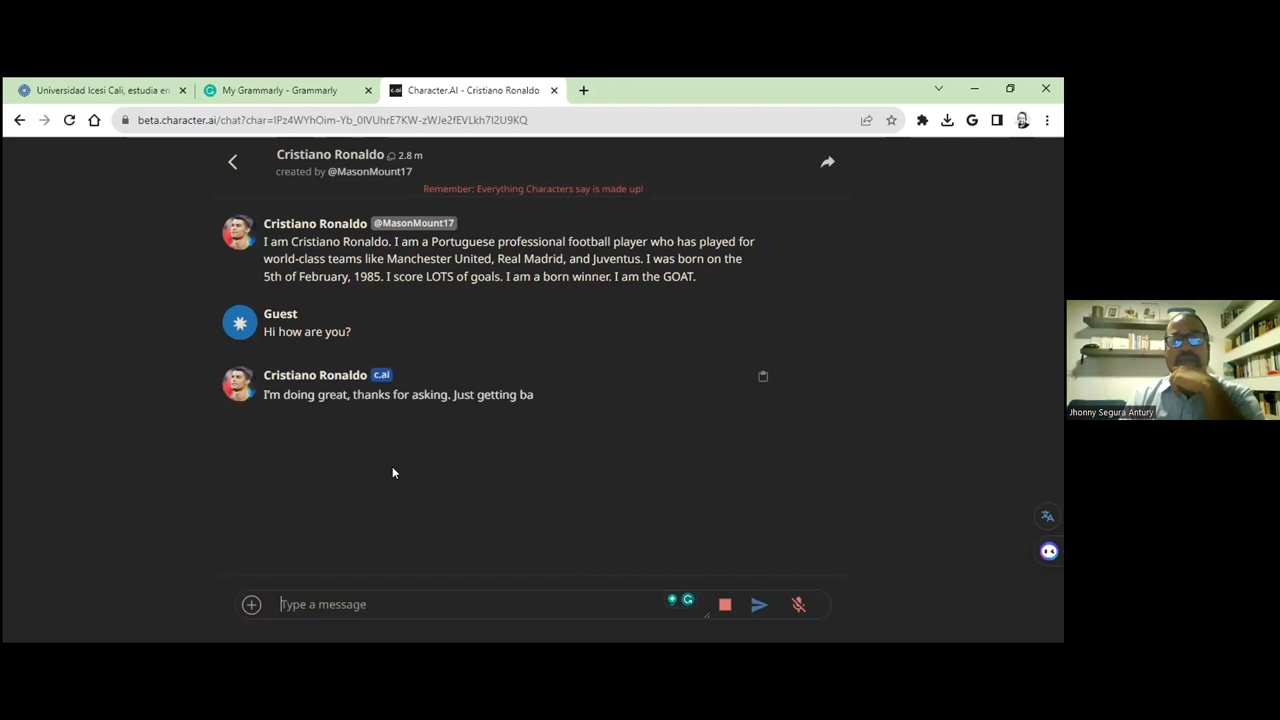 Universidad Icesi Cali, estudia en
My Grammarly - Grammarly
c.ai
Character.AI - Cristiano Ronaldo
beta.character.ai/chat?char=IPz4WYhOim-Yb_0lVUhrE7KW-zWJe2fEVLkh7I2U9KQ
Cristiano Ronaldo 2.8 m
created by @MasonMount17
Remember: Everything Characters say is made up!
Cristiano Ronaldo @MasonMount17
I am Cristiano Ronaldo. I am a Portuguese professional football player who has played for
world-class teams like Manchester United, Real Madrid, and Juventus. I was born on the
5th of February, 1985. I score LOTS of goals. I am a born winner. I am the GOAT.
Guest
Hi how are you?
Cristiano Ronaldo c.ai
I'm doing great, thanks for asking. Just getting ba
Type a message
Jhonny Segura Antury